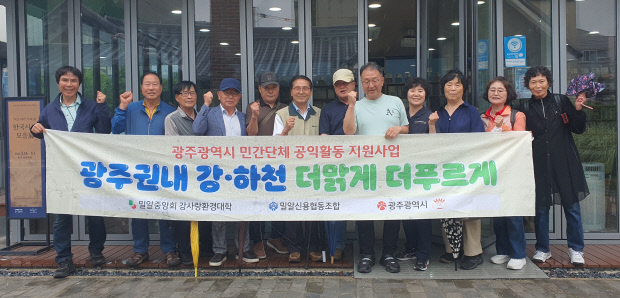 광주광역시 민간단체 공익활동 지원사업
광주권내 강·하천 더맑게 더푸르게
밀알중앙회 강사랑환경대학 밀알신용협동조합 광주광역시